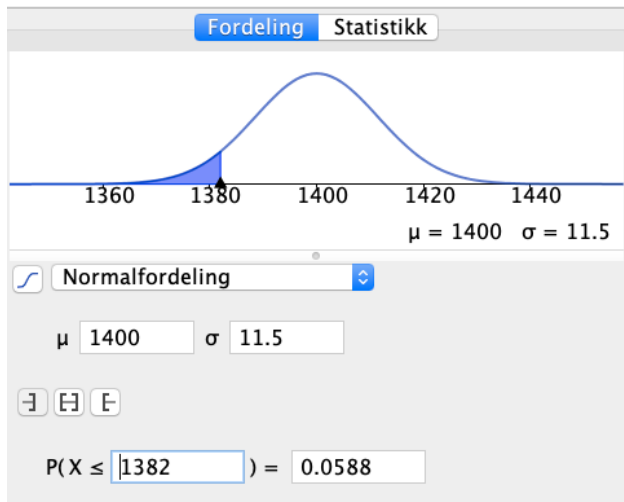 Fordeling Statistikk
1360 1380 1400 1420 1440
μ = 1400 σ = 11.5
Normalfordeling
μ 1400 σ 11.5
P( X ≤ 1382 ) = 0.0588